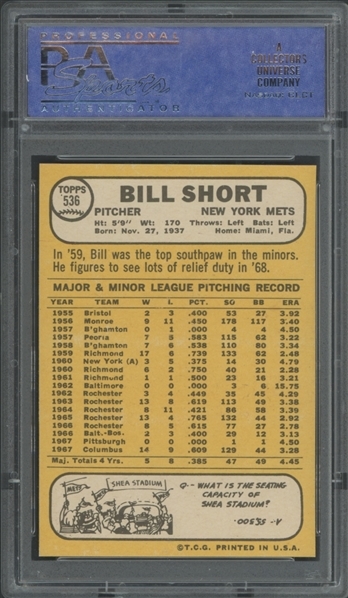 PROFESSIONAL
PSA
AUTHENTICATOR
A
COLLECTORS
UNIVERSE
COMPANY
TOPPS
536
BILL SHORT
PITCHER NEW YORK METS
Ht: 5'9" Wt: 170 Throws: Left Bats: Left
Born: Nov. 27, 1937 Home: Miami, Fla.
In '59, Bill was the top southpaw in the minors.
He figures to see lots of relief duty in '68.
MAJOR & MINOR LEAGUE PITCHING RECORD
YEAR TEAM W L PCT. SO BB ERA
1955 Bristol 2 3 .400 53 27 3.92
1956 Monroe 9 11 .450 178 117 3.40
1957 B'ghamton 0 1 .000 4 4 4.50
1957 Peoria 7 5 .583 115 62 3.22
1958 B'ghamton 7 6 .538 110 80 3.34
1959 Richmond 17 6 .739 133 62 2.48
1960 New York (A) 3 5 .375 14 30 4.79
1960 Richmond 6 2 .750 40 21 2.28
1961 Richmond 1 1 .500 23 16 3.21
1962 Baltimore 0 0 .000 3 6 15.75
1962 Rochester 3 4 .429 35 45 4.29
1963 Rochester 13 8 .619 113 49 3.38
1964 Rochester 8 11 .421 86 58 3.39
1965 Rochester 13 4 .765 132 44 2.92
1966 Rochester 8 5 .615 77 27 2.78
1966 Balt.-Bos. 2 3 .400 29 12 3.13
1967 Pittsburgh 0 0 .000 1 1 4.50
1967 Columbus 14 9 .609 129 44 3.28
Maj. Totals 4 Yrs. 5 8 .385 47 49 4.45
METS
SHEA STADIUM
Q- WHAT IS THE SEATING
CAPACITY OF
SHEA STADIUM?
A- 55300
©T.C.G. PRINTED IN U.S.A.